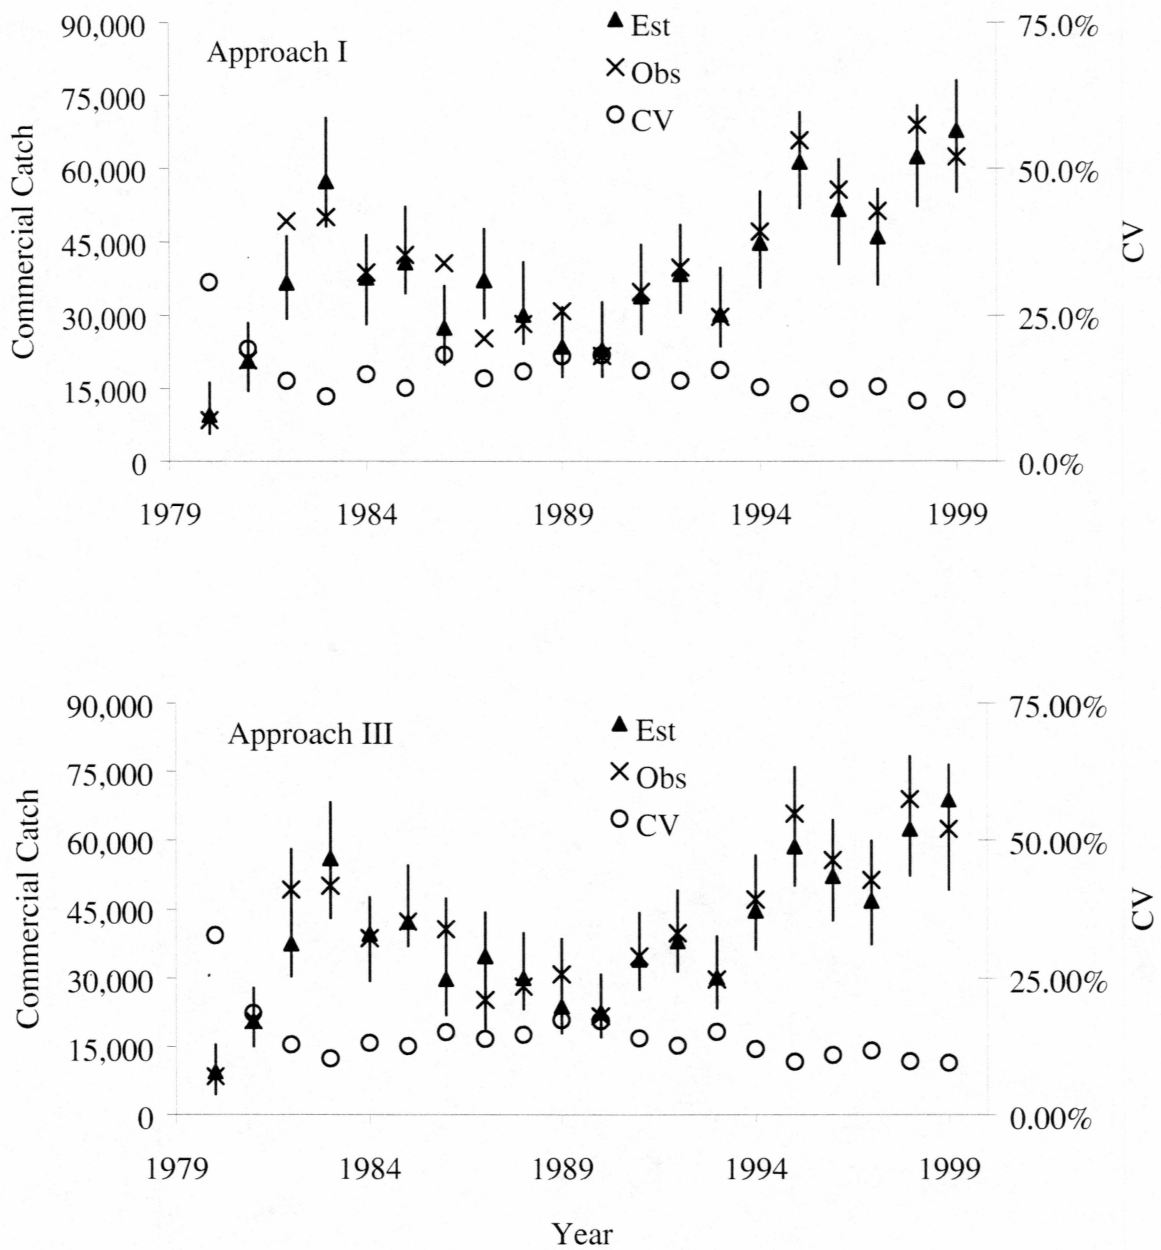 90,000
75,000
60,000
45,000
30,000
15,000
0
Commercial Catch
Approach I
Est
Obs
CV
75.0%
50.0%
25.0%
0.0%
CV
1979 1984 1989 1994 1999
90,000
75,000
60,000
45,000
30,000
15,000
0
Commercial Catch
Approach III
Est
Obs
CV
75.00%
50.00%
25.00%
0.00%
CV
1979 1984 1989 1994 1999
Year